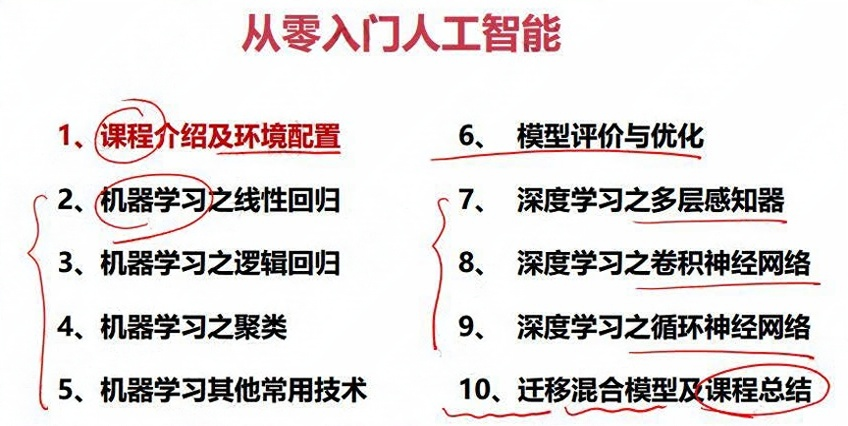 从零入门人工智能
1、课程介绍及环境配置
2、机器学习之线性回归
3、机器学习之逻辑回归
4、机器学习之聚类
5、机器学习其他常用技术
6、 模型评价与优化
7、 深度学习之多层感知器
8、 深度学习之卷积神经网络
9、 深度学习之循环神经网络
10、迁移混合模型及课程总结